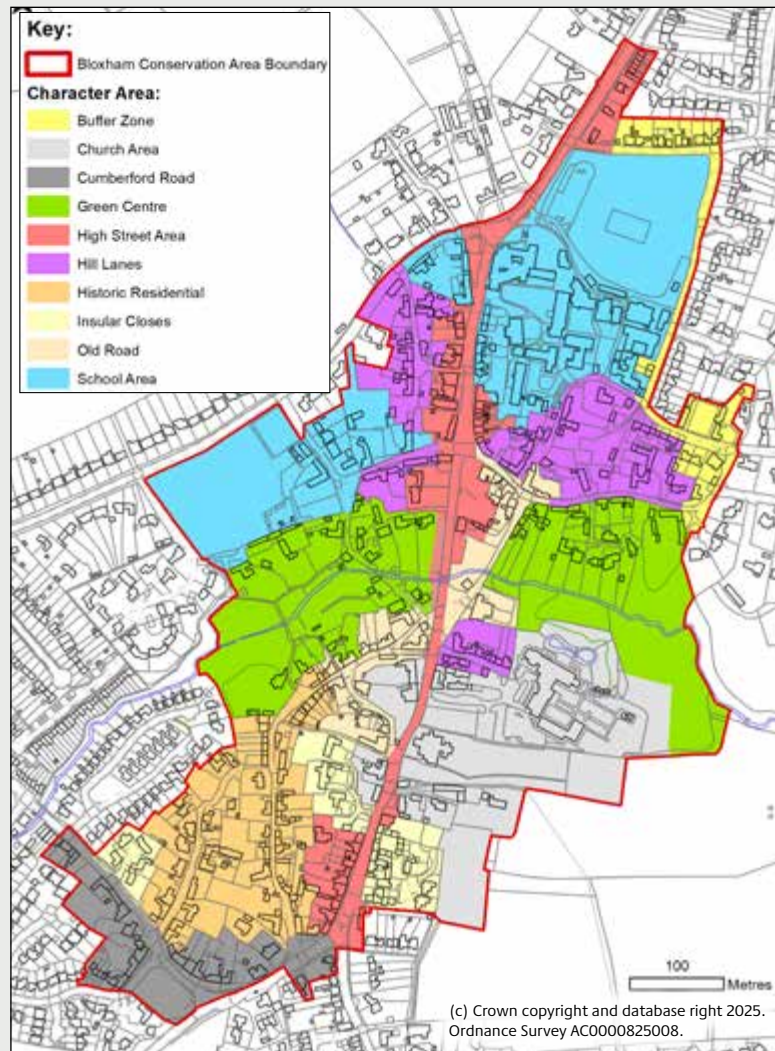 Key:
Bloxham Conservation Area Boundary
Character Area:
Buffer Zone
Church Area
Cumberford Road
Green Centre
High Street Area
Hill Lanes
Historic Residential
Insular Closes
Old Road
School Area
100
Metres
(c) Crown copyright and database right 2025.
Ordnance Survey AC0000825008.